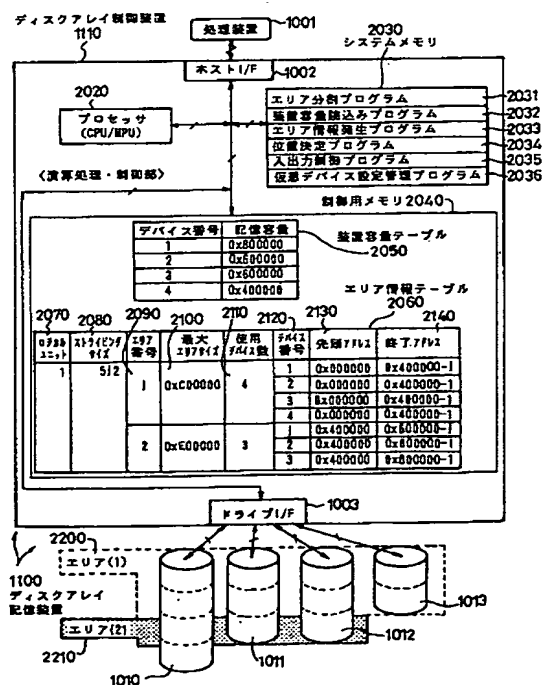 ディスクアレイ制御装置
1110
処理装置
1001
ホストI/F
1002
2030
システムメモリ
2020
プロセッサ
(CPU/MPU)
エリア分割プログラム
2031
装置容量読込みプログラム
2032
エリア情報発生プログラム
2033
位置決定プログラム
2034
入出力制御プログラム
2035
仮想デバイス設定管理プログラム
2036
〈演算処理・制御部〉
制御用メモリ 2040
デバイス番号 記憶容量
1 0x800000
2 0x600000
3 0x600000
4 0x400000
装置容量テーブル
2050
エリア情報テーブル
2060
2070 2080 2090 2100 2110 2120 2130 2140
ロジカルユニット ストライピングサイズ エリア番号 最大エリアサイズ 使用デバイス数 デバイス番号 先頭アドレス 終了アドレス
1 512 1 0xC00000 4
1 0x000000 0x400000-1
2 0x000000 0x400000-1
3 0x000000 0x400000-1
4 0x000000 0x400000-1
2 0xE00000 3
1 0x400000 0x600000-1
2 0x400000 0x600000-1
3 0x400000 0x600000-1
ドライブI/F
1003
2200
エリア(1)
1100
ディスクアレイ
記憶装置
エリア(2)
2210
1010
1011
1012
1013